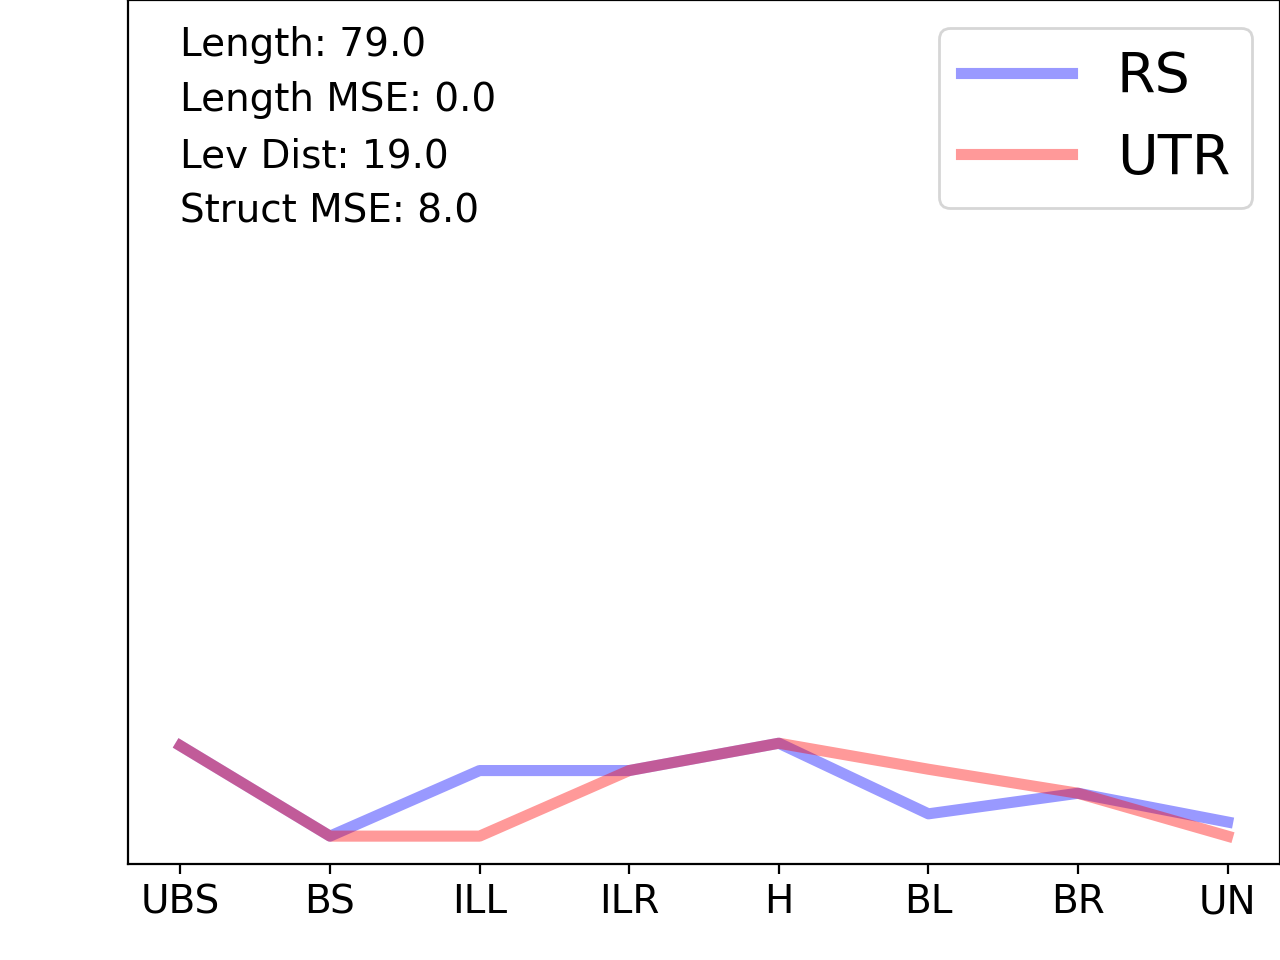 Length: 79.0
Length MSE: 0.0
Lev Dist: 19.0
Struct MSE: 8.0
RS
UTR
UBS BS ILL ILR H BL BR UN